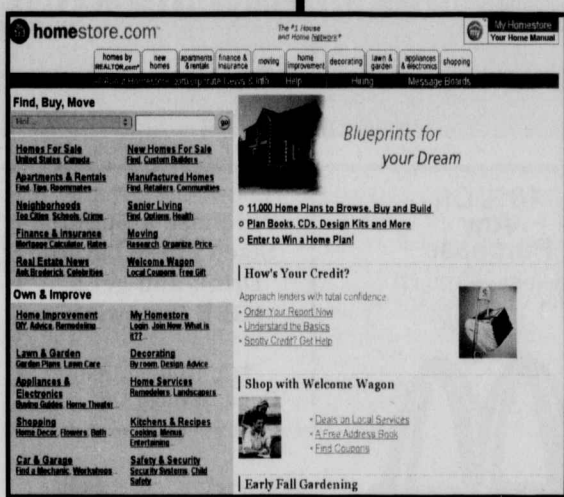 homestore.com™
The #1 House
and Home Network*
My Homestore
Your Home Manual
homes by
REALTOR.com*
new
homes
apartments
& rentals
finance &
insurance
moving
home
improvement
decorating
lawn &
garden
appliances
& electronics
shopping
Help
Hiring
Message Boards
Find, Buy, Move
Find...
go
Homes For Sale
United States, Canada...
New Homes For Sale
Find, Custom Builders...
Apartments & Rentals
Find, Tips, Roommates...
Manufactured Homes
Find, Retailers, Communities...
Neighborhoods
Top Cities, Schools, Crime...
Senior Living
Find, Options, Health...
Finance & Insurance
Mortgage Calculator, Rates...
Moving
Research, Organize, Price...
Real Estate News
Ask Broderick, Celebrities
Welcome Wagon
Local Coupons, Free Gift...
Own & Improve
Home Improvement
DIY, Advice, Remodeling...
My Homestore
Login, Join Now, What is
it??...
Lawn & Garden
Garden Plans, Lawn Care...
Decorating
By room, Design, Advice...
Appliances &
Electronics
Buying Guides, Home Theater...
Home Services
Remodelers, Landscapers...
Shopping
Home Decor, Flowers, Bath...
Kitchens & Recipes
Cooking, Menus,
Entertaining...
Car & Garage
Find a Mechanic, Workshops...
Safety & Security
Security Systems, Child
Safety...
Blueprints for
your Dream
11,000 Home Plans to Browse, Buy and Build
Plan Books, CDs, Design Kits and More
Enter to Win a Home Plan!
How's Your Credit?
Approach lenders with total confidence.
• Order Your Report Now
• Understand the Basics
• Spotty Credit? Get Help
Shop with Welcome Wagon
• Deals on Local Services
• A Free Address Book
• Find Coupons
Early Fall Gardening